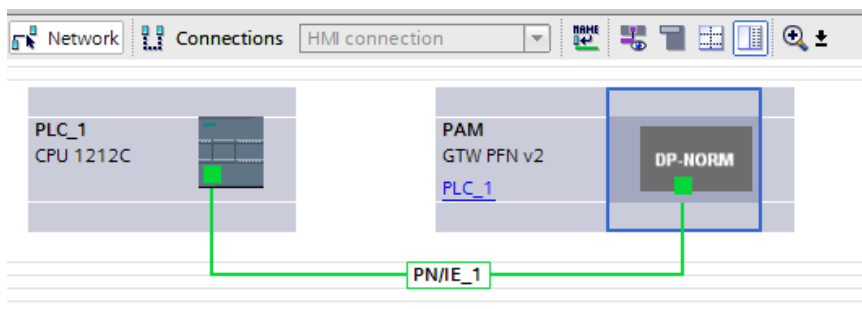 Network Connections HMI connection NAME
PLC_1
CPU 1212C
PAM
GTW PFN v2
PLC_1
DP-NORM
PN/IE_1